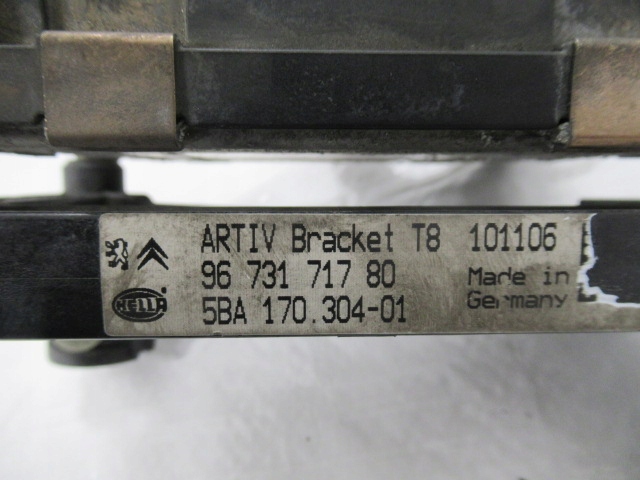 ARTIV Bracket T8 101106
96 731 717 80 Made in
HELLA 5BA 170.304-01 Germany